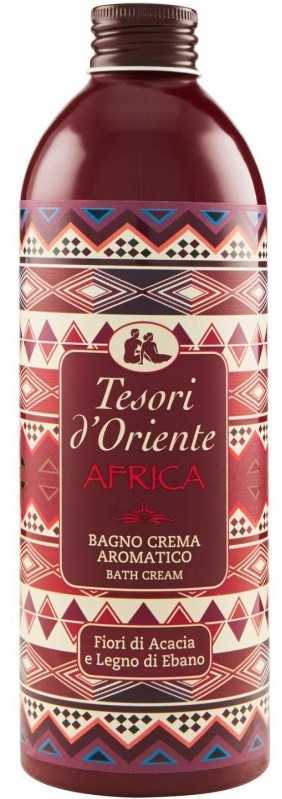 Tesori
d'Oriente
AFRICA
BAGNO CREMA
AROMATICO
BATH CREAM
Fiori di Acacia
e Legno di Ebano